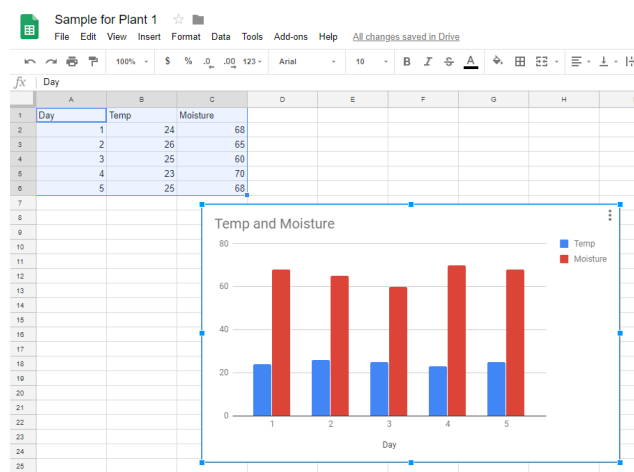 Sample for Plant 1
File Edit View Insert Format Data Tools Add-ons Help All changes saved in Drive
100% $ % .0 .00 123 Arial 10 B I S A
fx Day
A B C D E F G H
1 Day Temp Moisture
2 1 24 68
3 2 26 65
4 3 25 60
5 4 23 70
6 5 25 68
7
8
9
10
11
12
13
14
15
16
17
18
19
20
21
22
23
24
25
Temp and Moisture
80
60
40
20
0
1 2 3 4 5
Day
Temp
Moisture